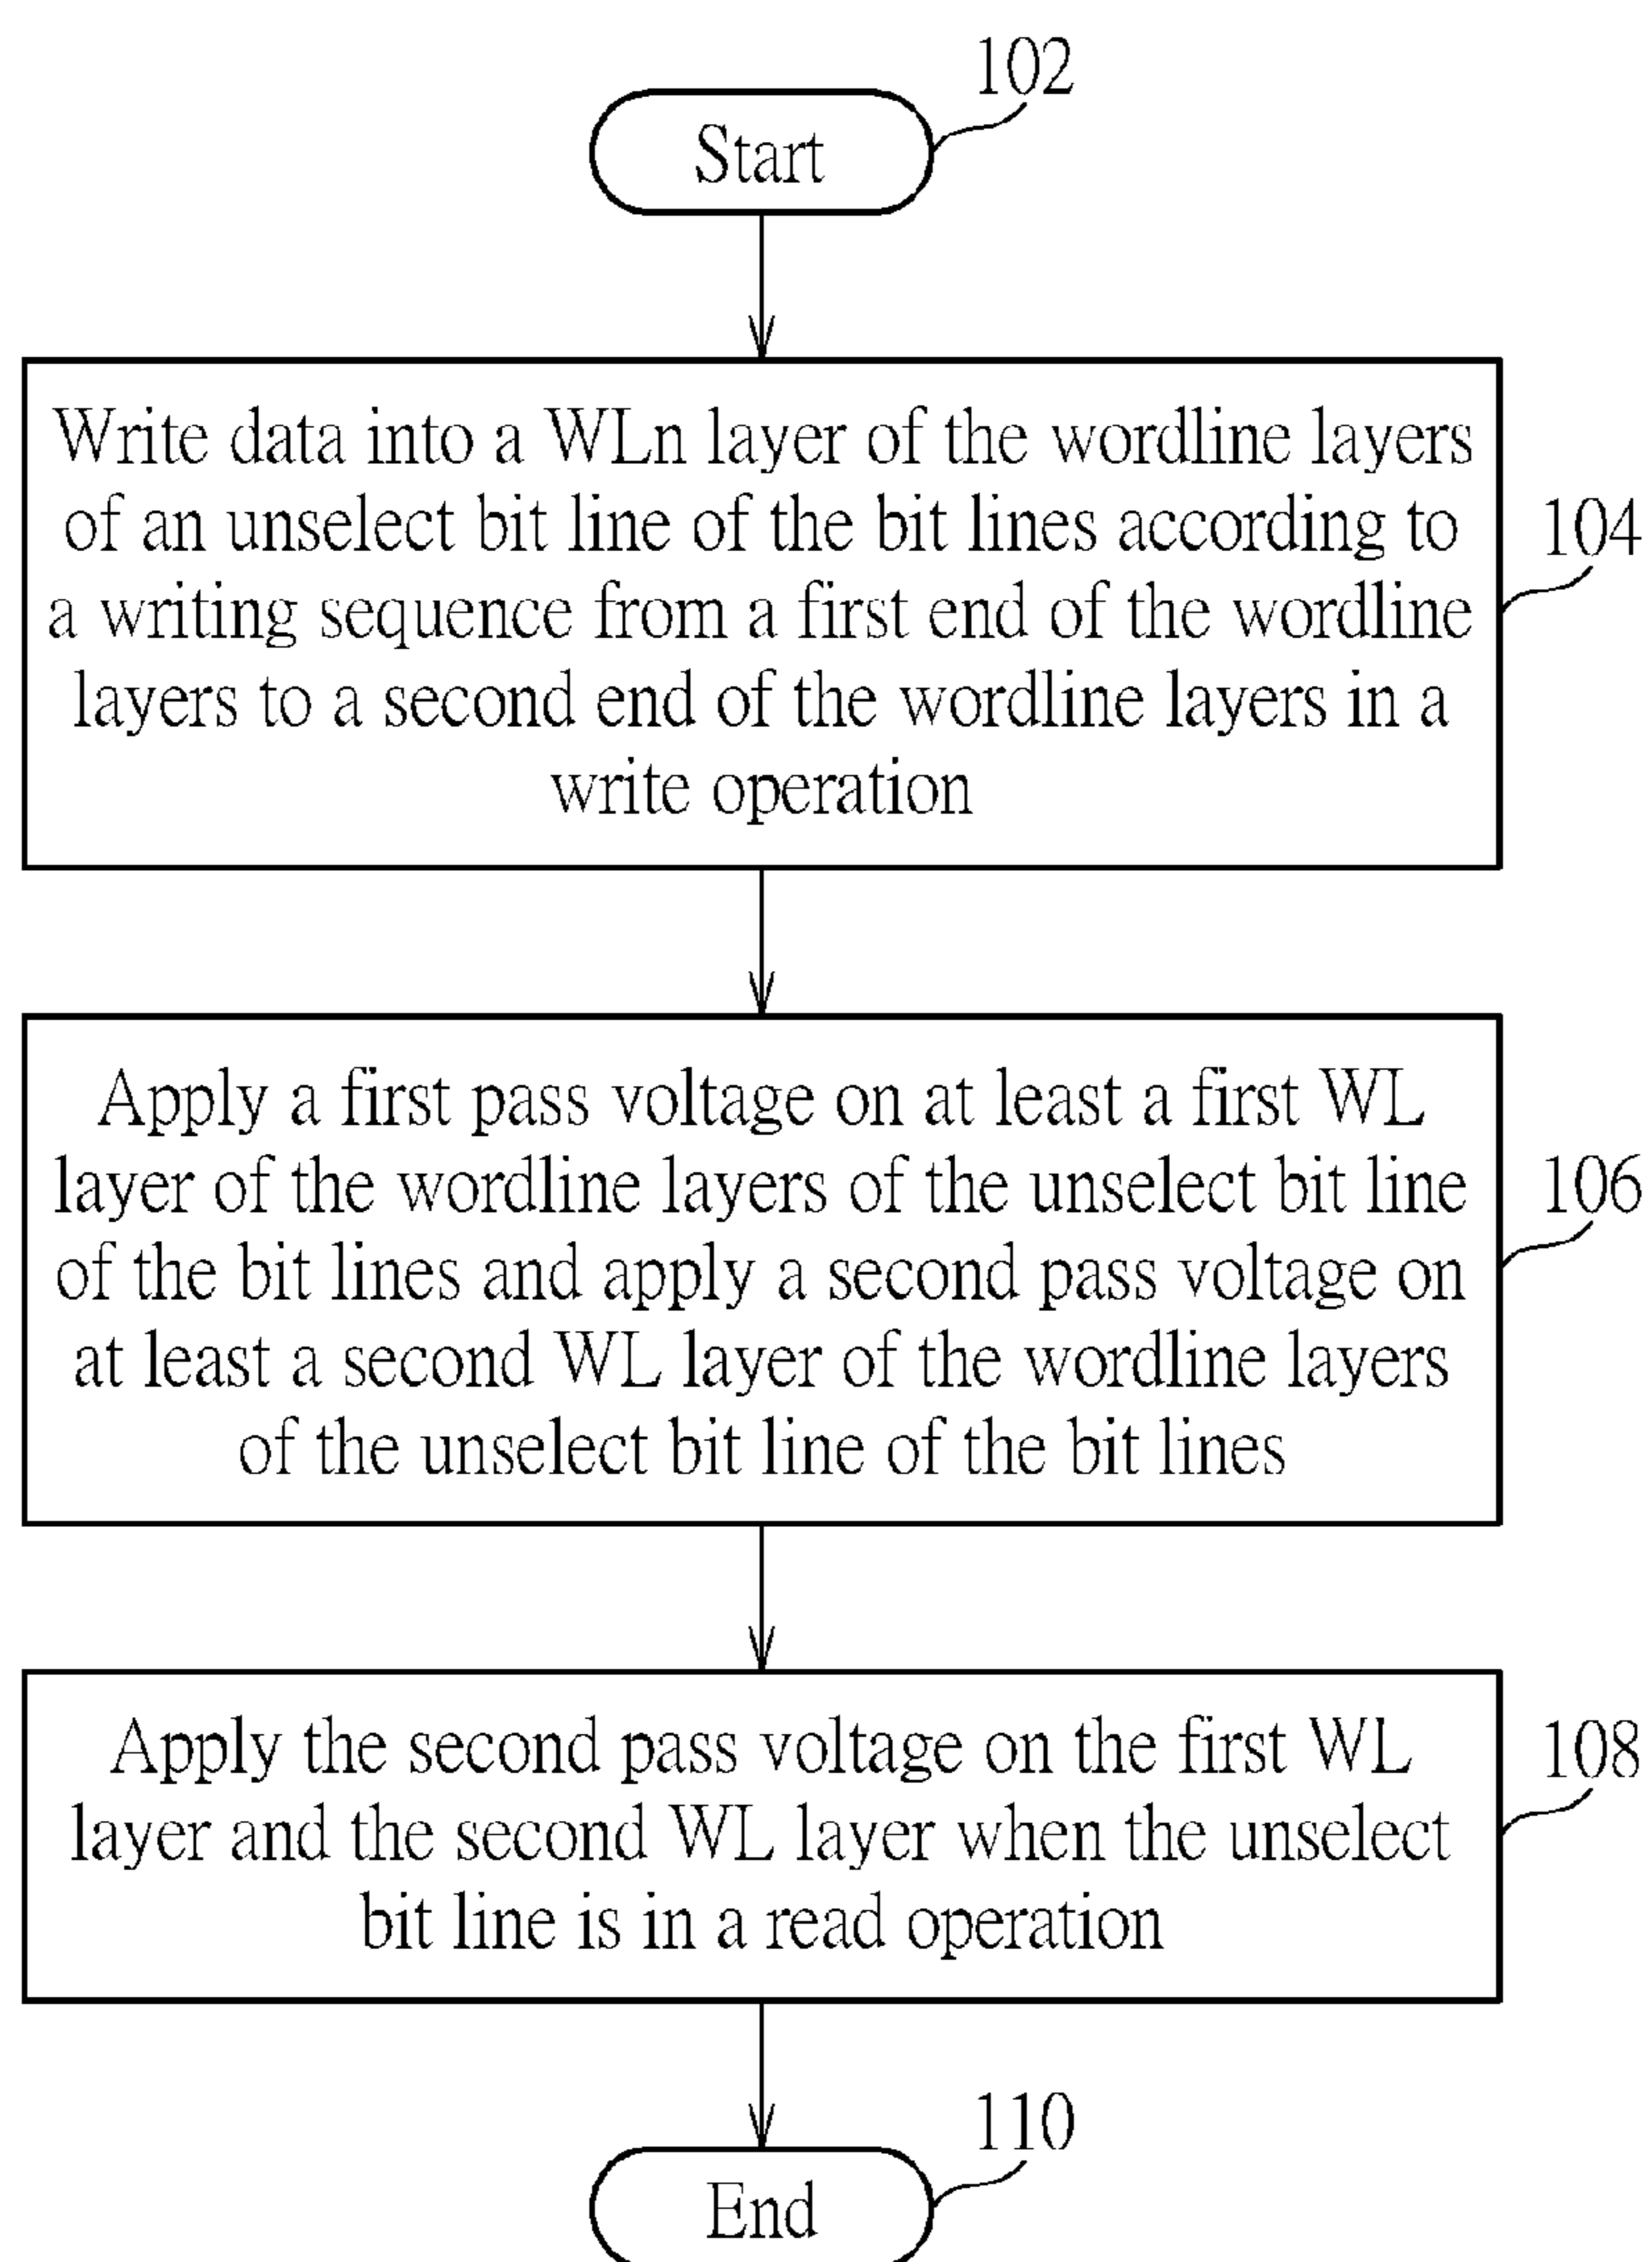 102
Start
Write data into a WLn layer of the wordline layers
of an unselect bit line of the bit lines according to
a writing sequence from a first end of the wordline
layers to a second end of the wordline layers in a
write operation
104
Apply a first pass voltage on at least a first WL
layer of the wordline layers of the unselect bit line
of the bit lines and apply a second pass voltage on
at least a second WL layer of the wordline layers
of the unselect bit line of the bit lines
106
Apply the second pass voltage on the first WL
layer and the second WL layer when the unselect
bit line is in a read operation
108
110
End